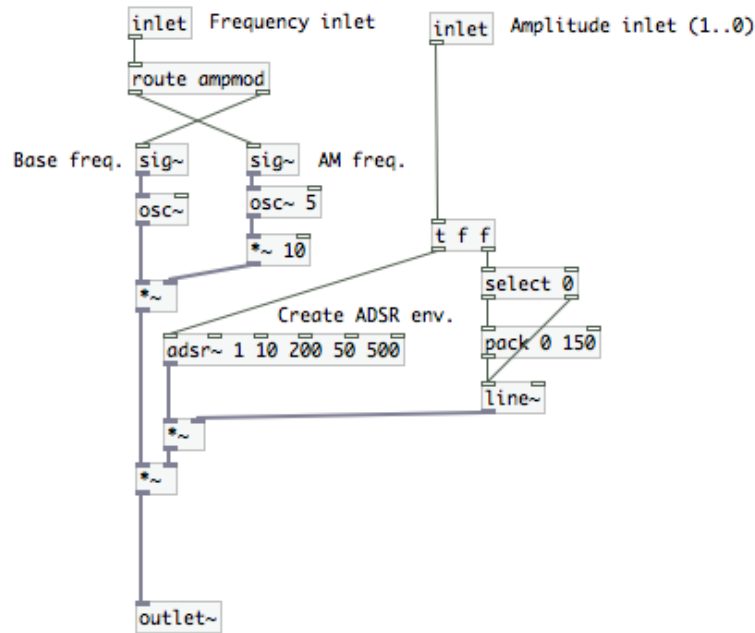 inlet Frequency inlet
inlet Amplitude inlet (1..0)
route ampmod
Base freq. sig~ sig~ AM freq.
osc~ osc~ 5
*~ 10
t f f
*~
select 0
Create ADSR env.
adsr~ 1 10 200 50 500
pack 0 150
line~
*~
*~
outlet~